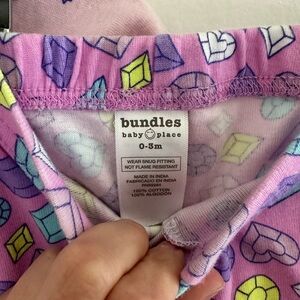 bundles
baby place
0-3m
WEAR SNUG FITTING
NOT FLAME RESISTANT
MADE IN INDIA
FABRICADO EN INDIA
100% COTTON
100% ALGODÓN